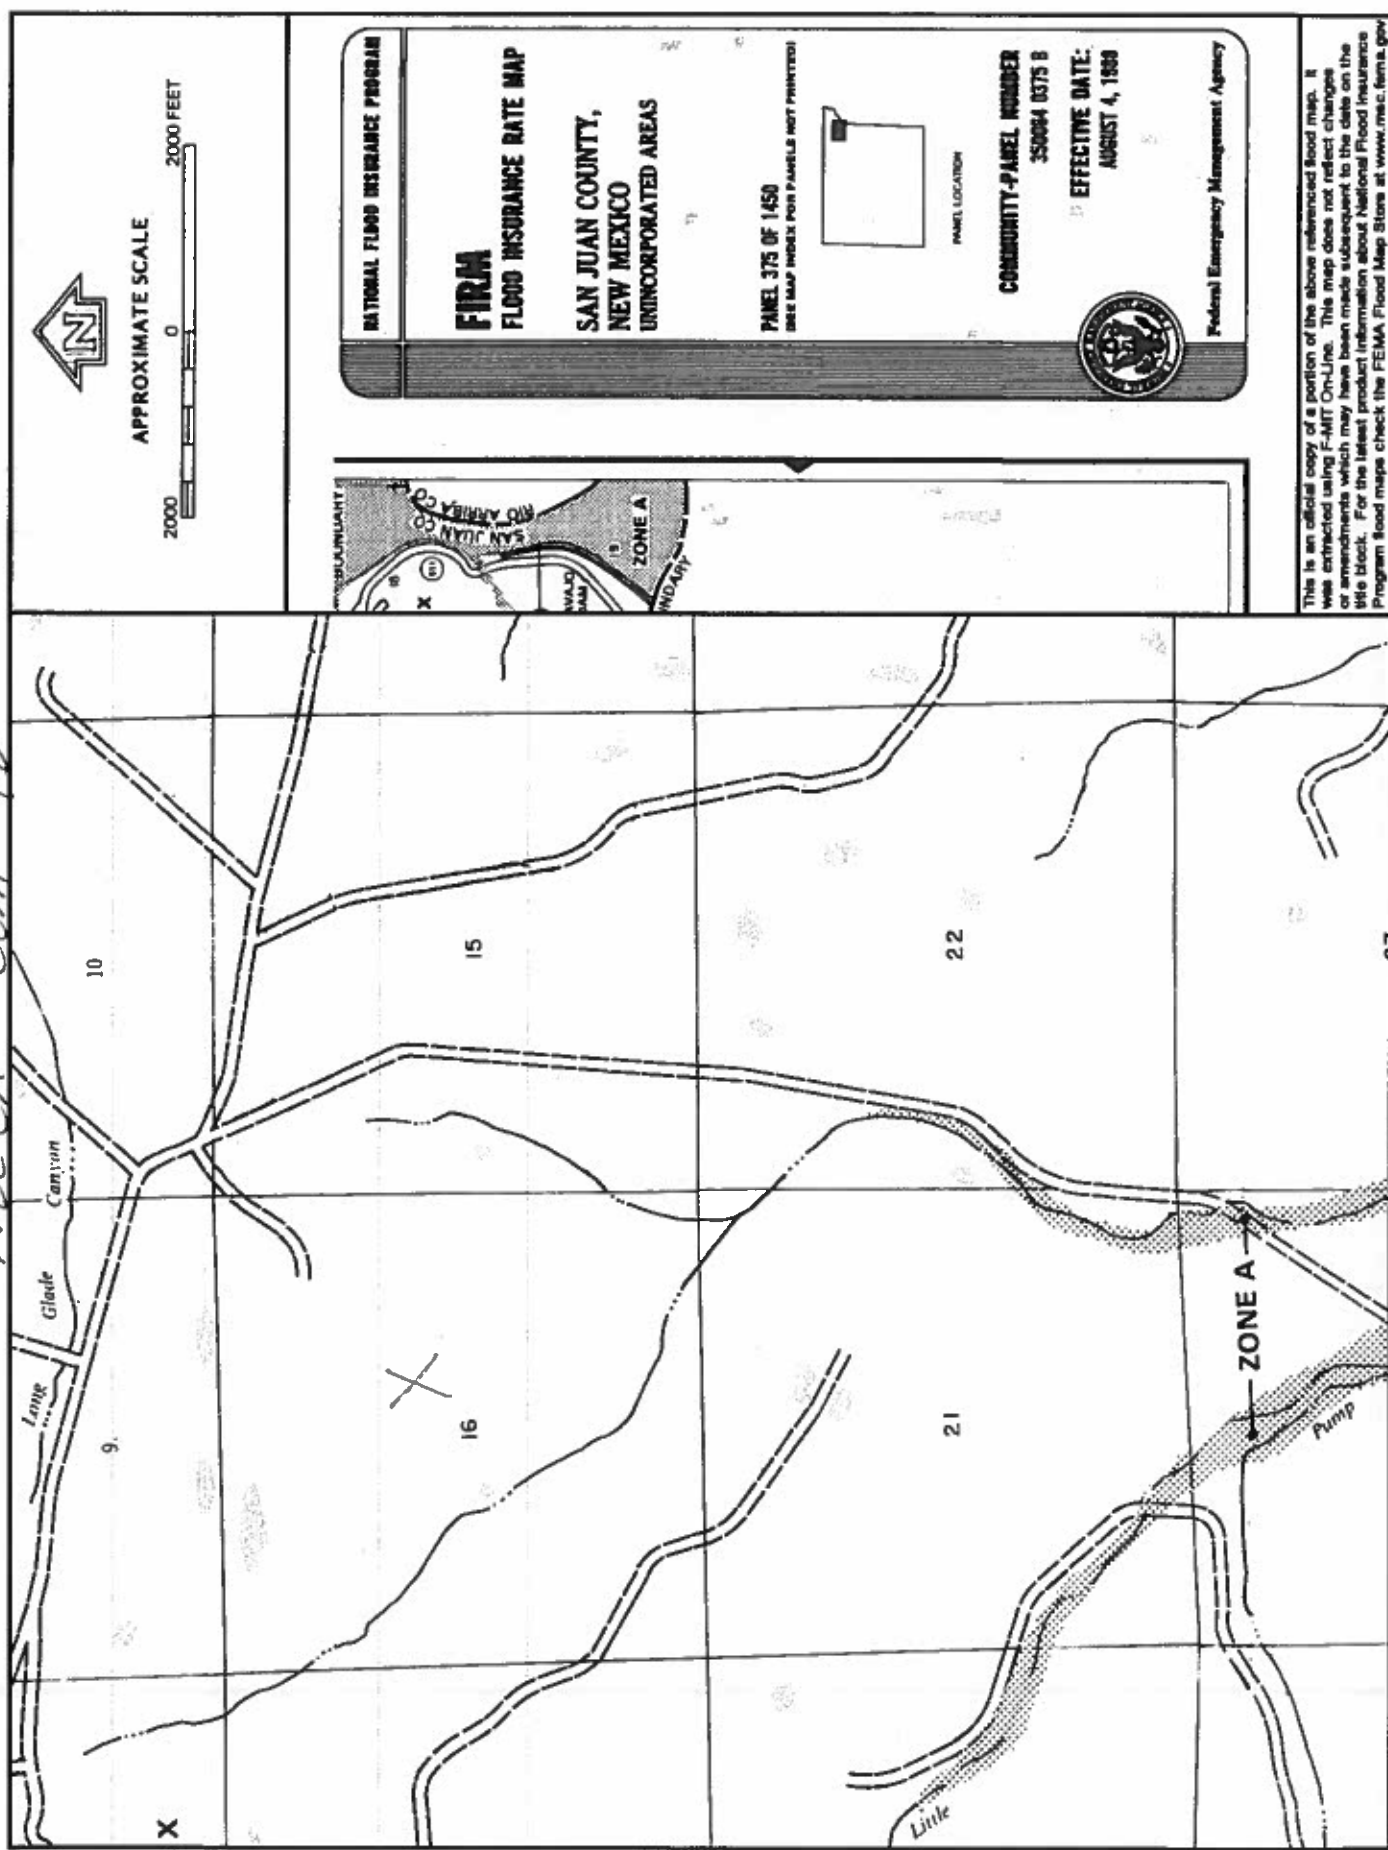 APPROXIMATE SCALE
2000 0 2000 FEET
N
NATIONAL FLOOD INSURANCE PROGRAM
FIRM
FLOOD INSURANCE RATE MAP
SAN JUAN COUNTY,
NEW MEXICO
UNINCORPORATED AREAS
PANEL 375 OF 1450
(SEE MAP INDEX FOR PANELS NOT PRINTED)
PANEL LOCATION
COMMUNITY-PANEL NUMBER
350064 0375 B
EFFECTIVE DATE:
AUGUST 4, 1988
Federal Emergency Management Agency
This is an official copy of a portion of the above referenced flood map. It
was extracted using F-MIT On-Line. This map does not reflect changes
or amendments which may have been made subsequent to the date on the
title block. For the latest product information about National Flood Insurance
Program flood maps check the FEMA Flood Map Store at www.msc.fema.gov
BOUNDARY
SAN JUAN CO
RIO ARRIBA CO
18
511
X
19
ZONE A
Long Glade Canyon
9
10
16
15
21
22
X
ZONE A
Little Pump